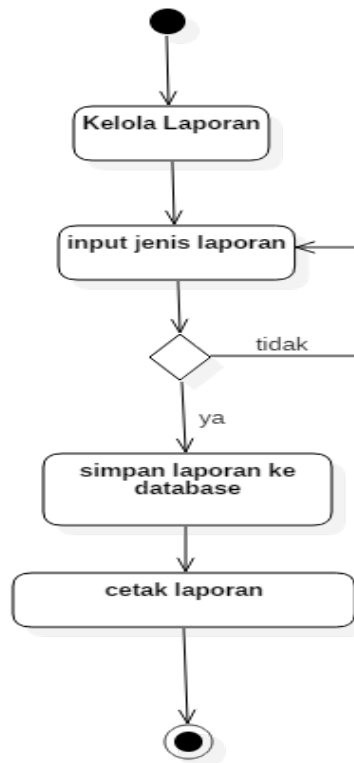 Kelola Laporan
input jenis laporan
tidak
ya
simpan laporan ke
database
cetak laporan